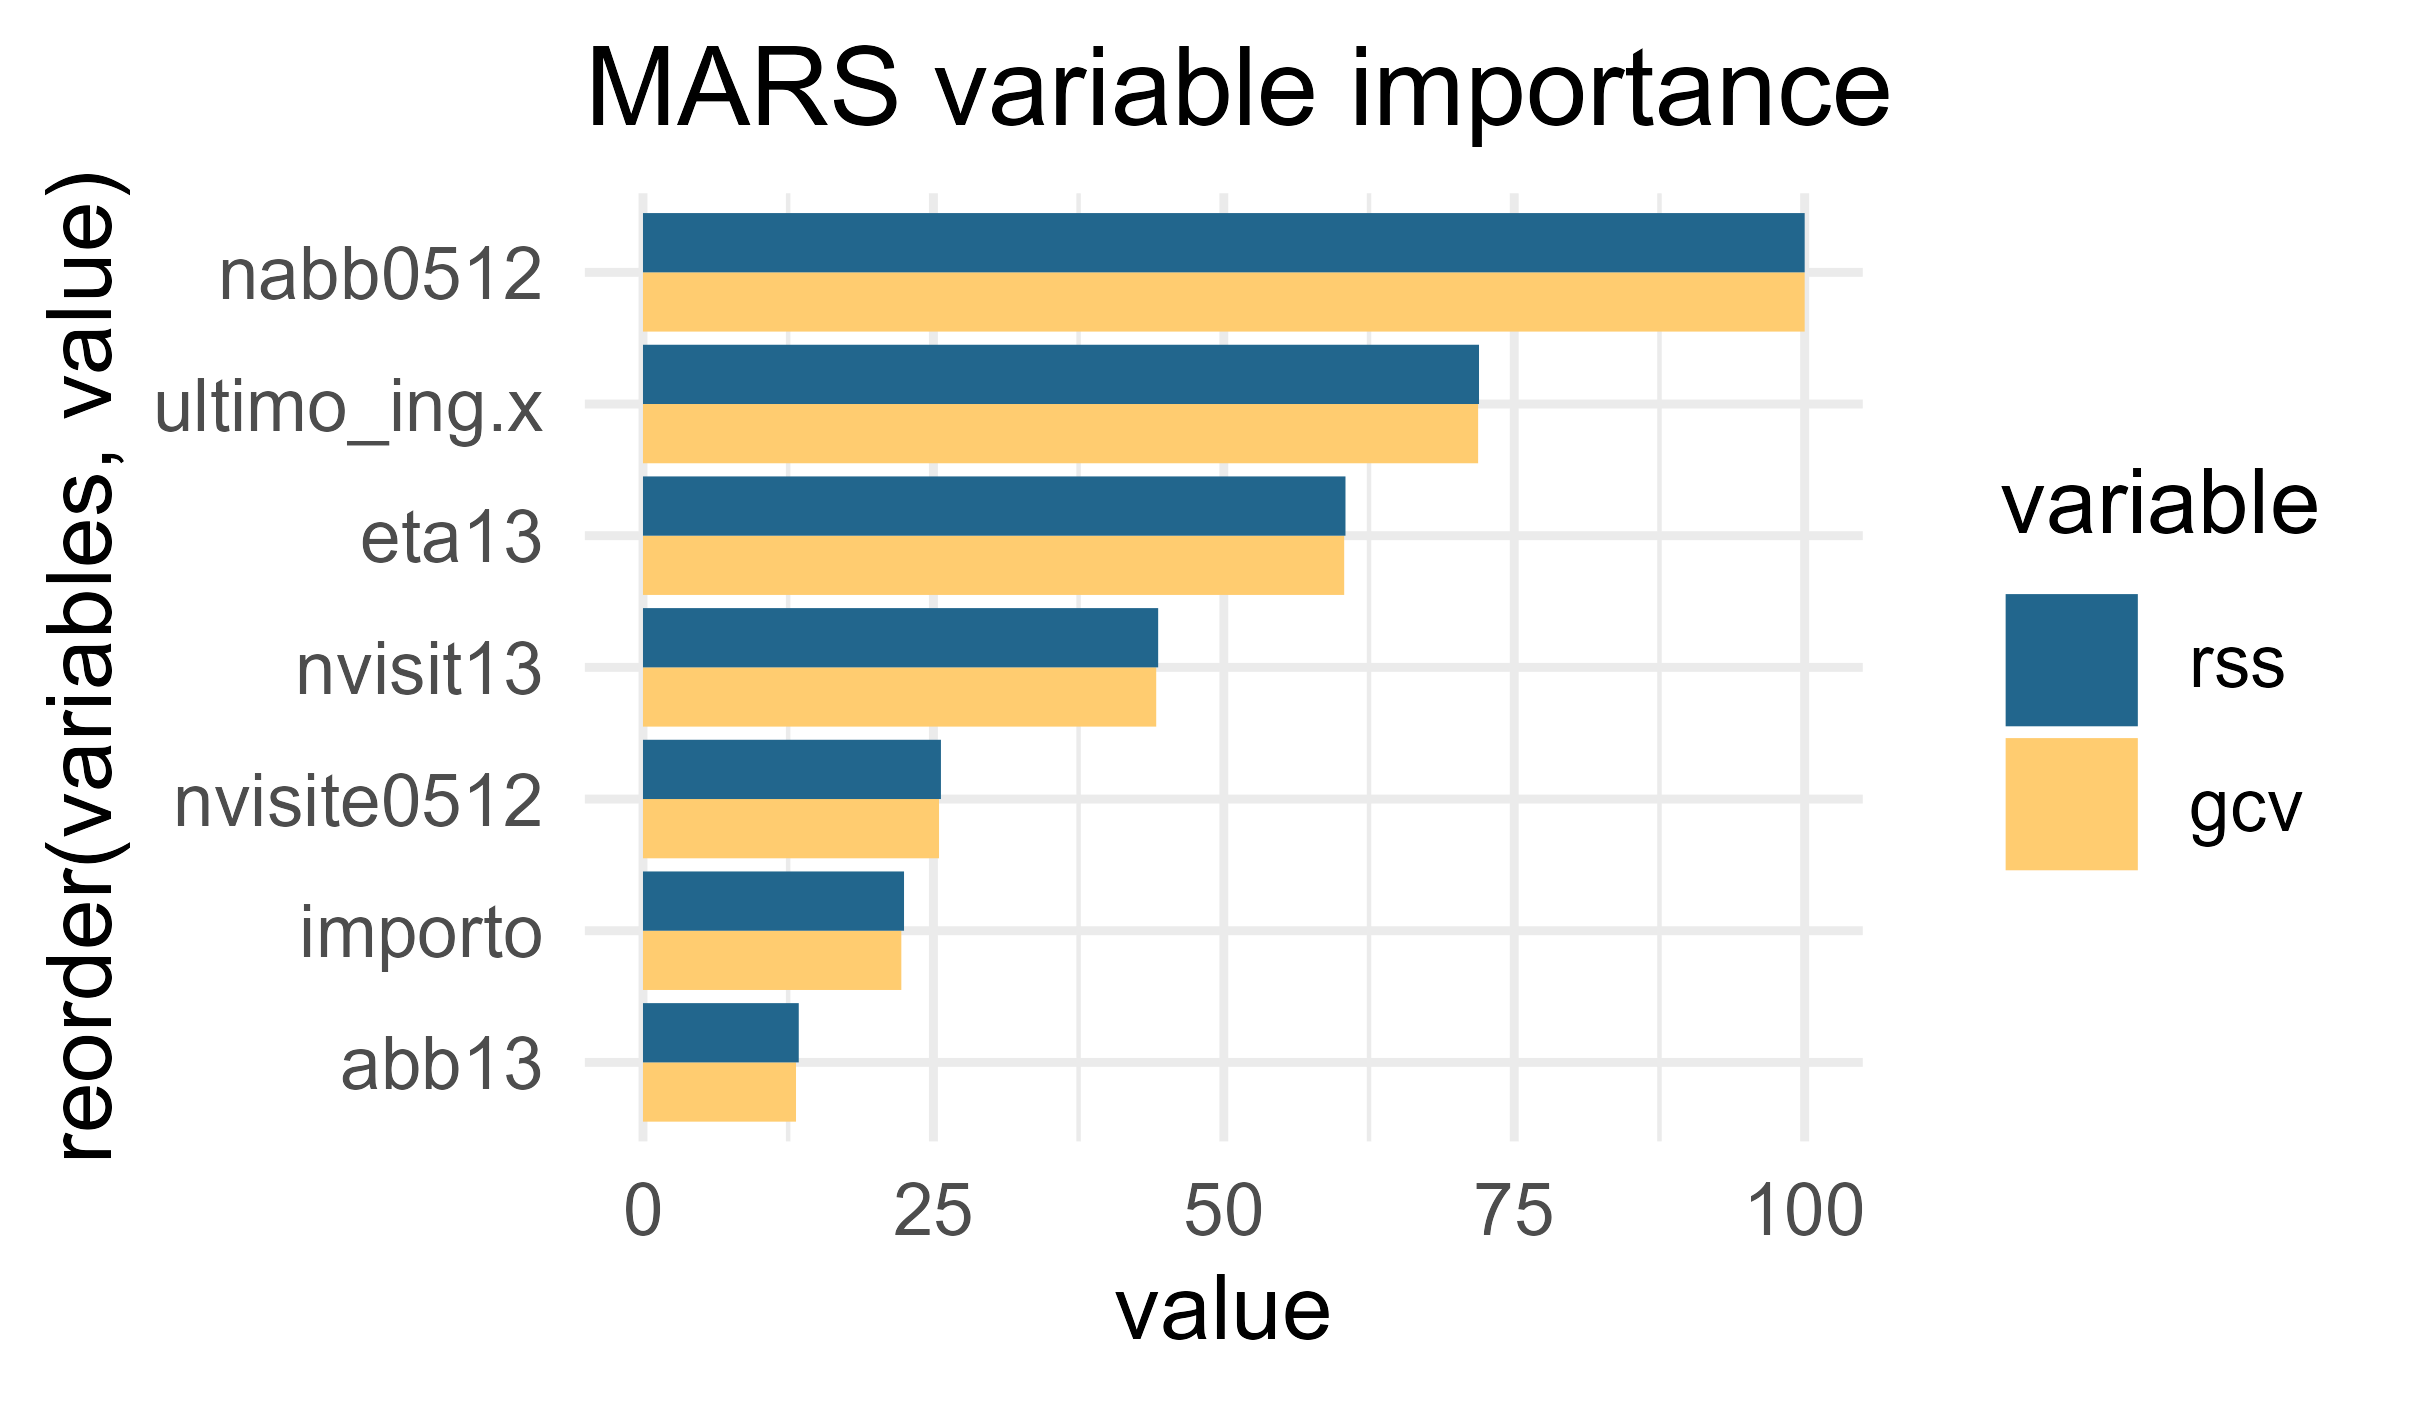 MARS variable importance
reorder(variables, value)
nabb0512
ultimo_ing.x
eta13
nvisit13
nvisite0512
importo
abb13
0 25 50 75 100
value
variable
rss
gcv